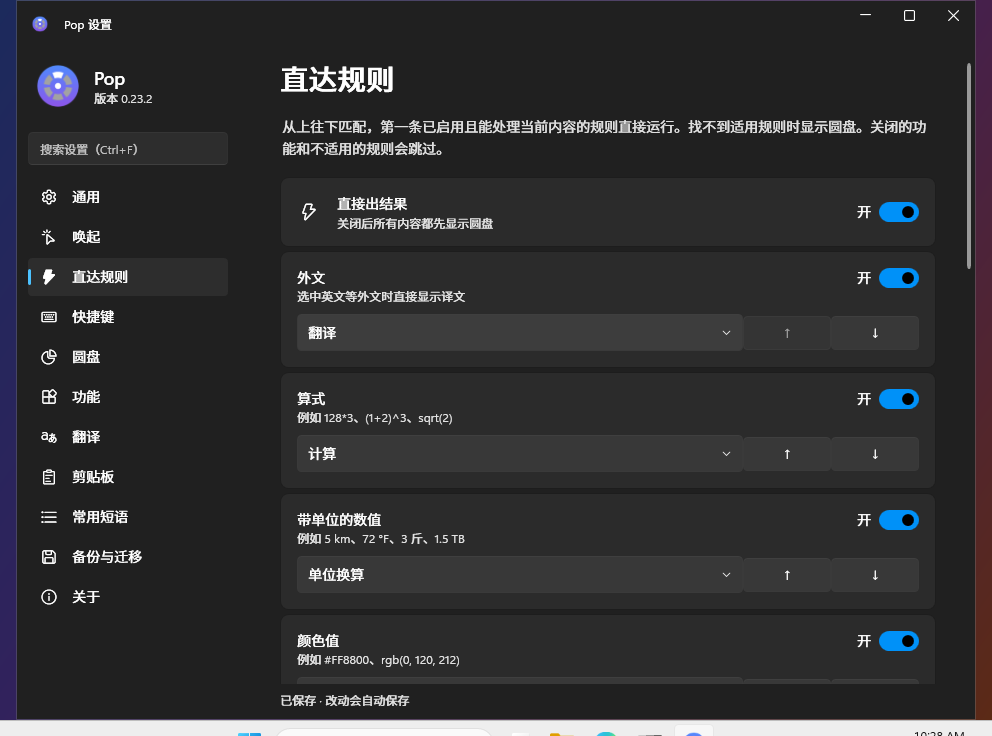 Pop 设置
Pop
版本 0.23.2
搜索设置（Ctrl+F）
通用
唤起
直达规则
快捷键
圆盘
功能
翻译
剪贴板
常用短语
备份与迁移
关于
直达规则
从上往下匹配，第一条已启用且能处理当前内容的规则直接运行。找不到适用规则时显示圆盘。关闭的功
能和不适用的规则会跳过。
直接出结果
关闭后所有内容都先显示圆盘
开
外文
选中英文等外文时直接显示译文
开
翻译
↑
↓
算式
例如 128*3、(1+2)^3、sqrt(2)
开
计算
↑
↓
带单位的数值
例如 5 km、72 °F、3 斤、1.5 TB
开
单位换算
↑
↓
颜色值
例如 #FF8800、rgb(0, 120, 212)
开
已保存 · 改动会自动保存
10:28 AM